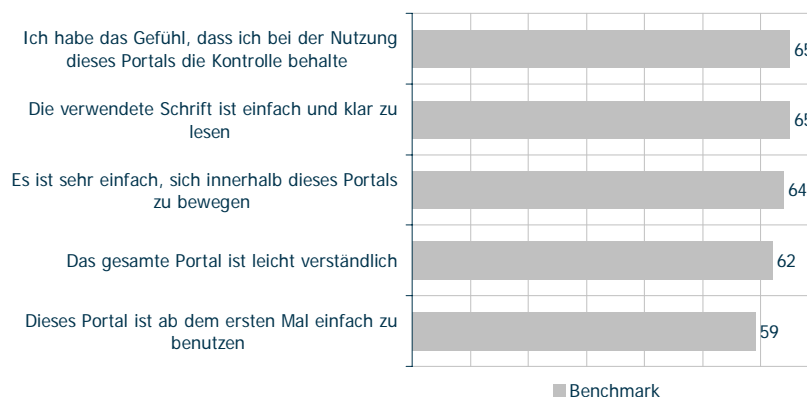 Ich habe das Gefühl, dass ich bei der Nutzung
dieses Portals die Kontrolle behalte
65
Die verwendete Schrift ist einfach und klar zu
lesen
65
Es ist sehr einfach, sich innerhalb dieses Portals
zu bewegen
64
Das gesamte Portal ist leicht verständlich
62
Dieses Portal ist ab dem ersten Mal einfach zu
benutzen
59
Benchmark